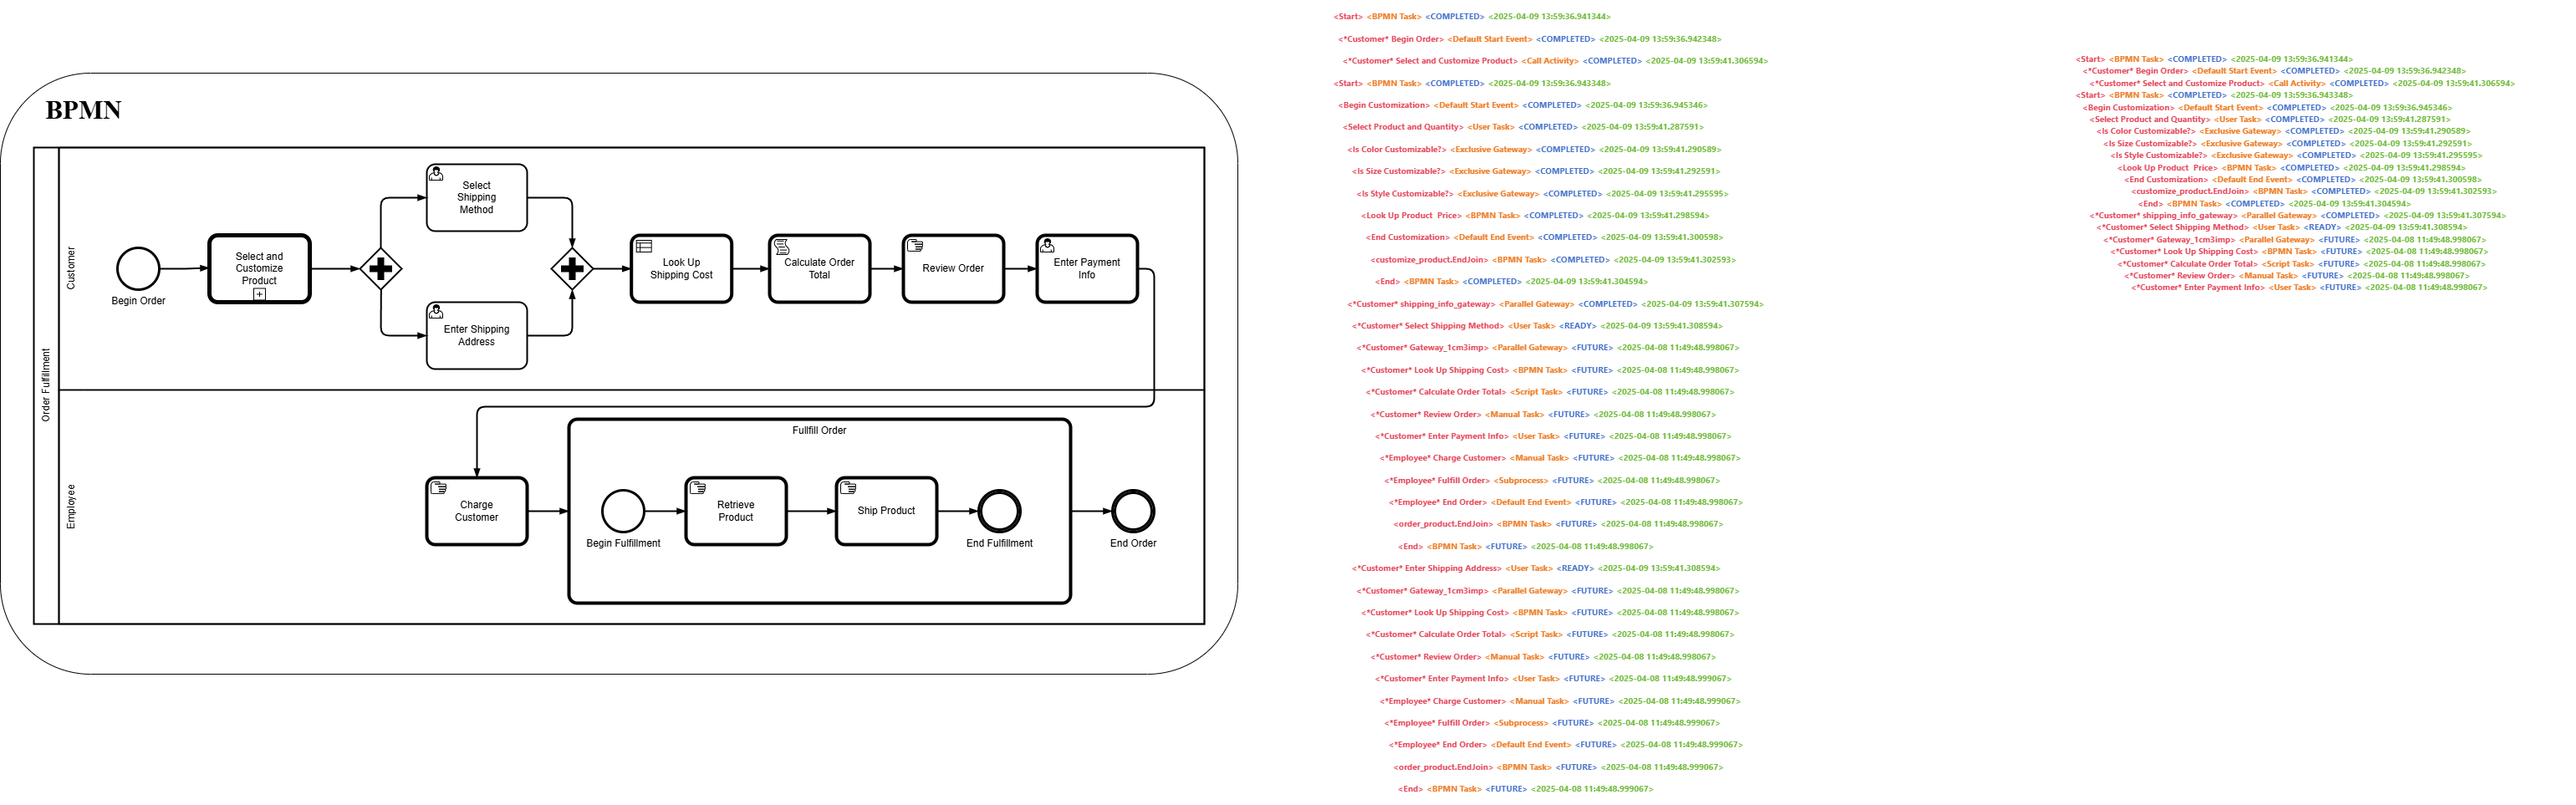 BPMN
Order Fulfillment
Customer
Begin Order
Select and
Customize
Product
Select
Shipping
Method
Enter Shipping
Address
Look Up
Shipping Cost
Calculate Order
Total
Review Order
Enter Payment
Info
Employee
Charge
Customer
Fullfill Order
Begin Fulfillment
Retrieve
Product
Ship Product
End Fulfillment
End Order
<Start> <BPMN Task> <COMPLETED> <2025-04-09 13:59:36.941344>
<*Customer* Begin Order> <Default Start Event> <COMPLETED> <2025-04-09 13:59:36.942348>
<*Customer* Select and Customize Product> <Call Activity> <COMPLETED> <2025-04-09 13:59:41.306594>
<Start> <BPMN Task> <COMPLETED> <2025-04-09 13:59:36.943348>
<Begin Customization> <Default Start Event> <COMPLETED> <2025-04-09 13:59:36.945346>
<Select Product and Quantity> <User Task> <COMPLETED> <2025-04-09 13:59:41.287591>
<Is Color Customizable?> <Exclusive Gateway> <COMPLETED> <2025-04-09 13:59:41.290589>
<Is Size Customizable?> <Exclusive Gateway> <COMPLETED> <2025-04-09 13:59:41.292591>
<Is Style Customizable?> <Exclusive Gateway> <COMPLETED> <2025-04-09 13:59:41.295595>
<Look Up Product  Price> <BPMN Task> <COMPLETED> <2025-04-09 13:59:41.298594>
<End Customization> <Default End Event> <COMPLETED> <2025-04-09 13:59:41.300598>
<customize_product.EndJoin> <BPMN Task> <COMPLETED> <2025-04-09 13:59:41.302593>
<End> <BPMN Task> <COMPLETED> <2025-04-09 13:59:41.304594>
<*Customer* shipping_info_gateway> <Parallel Gateway> <COMPLETED> <2025-04-09 13:59:41.307594>
<*Customer* Select Shipping Method> <User Task> <READY> <2025-04-09 13:59:41.308594>
<*Customer* Gateway_1cm3imp> <Parallel Gateway> <FUTURE> <2025-04-08 11:49:48.998067>
<*Customer* Look Up Shipping Cost> <BPMN Task> <FUTURE> <2025-04-08 11:49:48.998067>
<*Customer* Calculate Order Total> <Script Task> <FUTURE> <2025-04-08 11:49:48.998067>
<*Customer* Review Order> <Manual Task> <FUTURE> <2025-04-08 11:49:48.998067>
<*Customer* Enter Payment Info> <User Task> <FUTURE> <2025-04-08 11:49:48.998067>
<*Employee* Charge Customer> <Manual Task> <FUTURE> <2025-04-08 11:49:48.998067>
<*Employee* Fulfill Order> <Subprocess> <FUTURE> <2025-04-08 11:49:48.998067>
<*Employee* End Order> <Default End Event> <FUTURE> <2025-04-08 11:49:48.998067>
<order_product.EndJoin> <BPMN Task> <FUTURE> <2025-04-08 11:49:48.998067>
<End> <BPMN Task> <FUTURE> <2025-04-08 11:49:48.998067>
<*Customer* Enter Shipping Address> <User Task> <READY> <2025-04-09 13:59:41.308594>
<*Customer* Gateway_1cm3imp> <Parallel Gateway> <FUTURE> <2025-04-08 11:49:48.998067>
<*Customer* Look Up Shipping Cost> <BPMN Task> <FUTURE> <2025-04-08 11:49:48.998067>
<*Customer* Calculate Order Total> <Script Task> <FUTURE> <2025-04-08 11:49:48.998067>
<*Customer* Review Order> <Manual Task> <FUTURE> <2025-04-08 11:49:48.998067>
<*Customer* Enter Payment Info> <User Task> <FUTURE> <2025-04-08 11:49:48.999067>
<*Employee* Charge Customer> <Manual Task> <FUTURE> <2025-04-08 11:49:48.999067>
<*Employee* Fulfill Order> <Subprocess> <FUTURE> <2025-04-08 11:49:48.999067>
<*Employee* End Order> <Default End Event> <FUTURE> <2025-04-08 11:49:48.999067>
<order_product.EndJoin> <BPMN Task> <FUTURE> <2025-04-08 11:49:48.999067>
<End> <BPMN Task> <FUTURE> <2025-04-08 11:49:48.999067>
<Start> <BPMN Task> <COMPLETED> <2025-04-09 13:59:36.941344>
<*Customer* Begin Order> <Default Start Event> <COMPLETED> <2025-04-09 13:59:36.942348>
<*Customer* Select and Customize Product> <Call Activity> <COMPLETED> <2025-04-09 13:59:41.306594>
<Start> <BPMN Task> <COMPLETED> <2025-04-09 13:59:36.943348>
<Begin Customization> <Default Start Event> <COMPLETED> <2025-04-09 13:59:36.945346>
<Select Product and Quantity> <User Task> <COMPLETED> <2025-04-09 13:59:41.287591>
<Is Color Customizable?> <Exclusive Gateway> <COMPLETED> <2025-04-09 13:59:41.290589>
<Is Size Customizable?> <Exclusive Gateway> <COMPLETED> <2025-04-09 13:59:41.292591>
<Is Style Customizable?> <Exclusive Gateway> <COMPLETED> <2025-04-09 13:59:41.295595>
<Look Up Product  Price> <BPMN Task> <COMPLETED> <2025-04-09 13:59:41.298594>
<End Customization> <Default End Event> <COMPLETED> <2025-04-09 13:59:41.300598>
<customize_product.EndJoin> <BPMN Task> <COMPLETED> <2025-04-09 13:59:41.302593>
<End> <BPMN Task> <COMPLETED> <2025-04-09 13:59:41.304594>
<*Customer* shipping_info_gateway> <Parallel Gateway> <COMPLETED> <2025-04-09 13:59:41.307594>
<*Customer* Select Shipping Method> <User Task> <READY> <2025-04-09 13:59:41.308594>
<*Customer* Gateway_1cm3imp> <Parallel Gateway> <FUTURE> <2025-04-08 11:49:48.998067>
<*Customer* Look Up Shipping Cost> <BPMN Task> <FUTURE> <2025-04-08 11:49:48.998067>
<*Customer* Calculate Order Total> <Script Task> <FUTURE> <2025-04-08 11:49:48.998067>
<*Customer* Review Order> <Manual Task> <FUTURE> <2025-04-08 11:49:48.998067>
<*Customer* Enter Payment Info> <User Task> <FUTURE> <2025-04-08 11:49:48.998067>